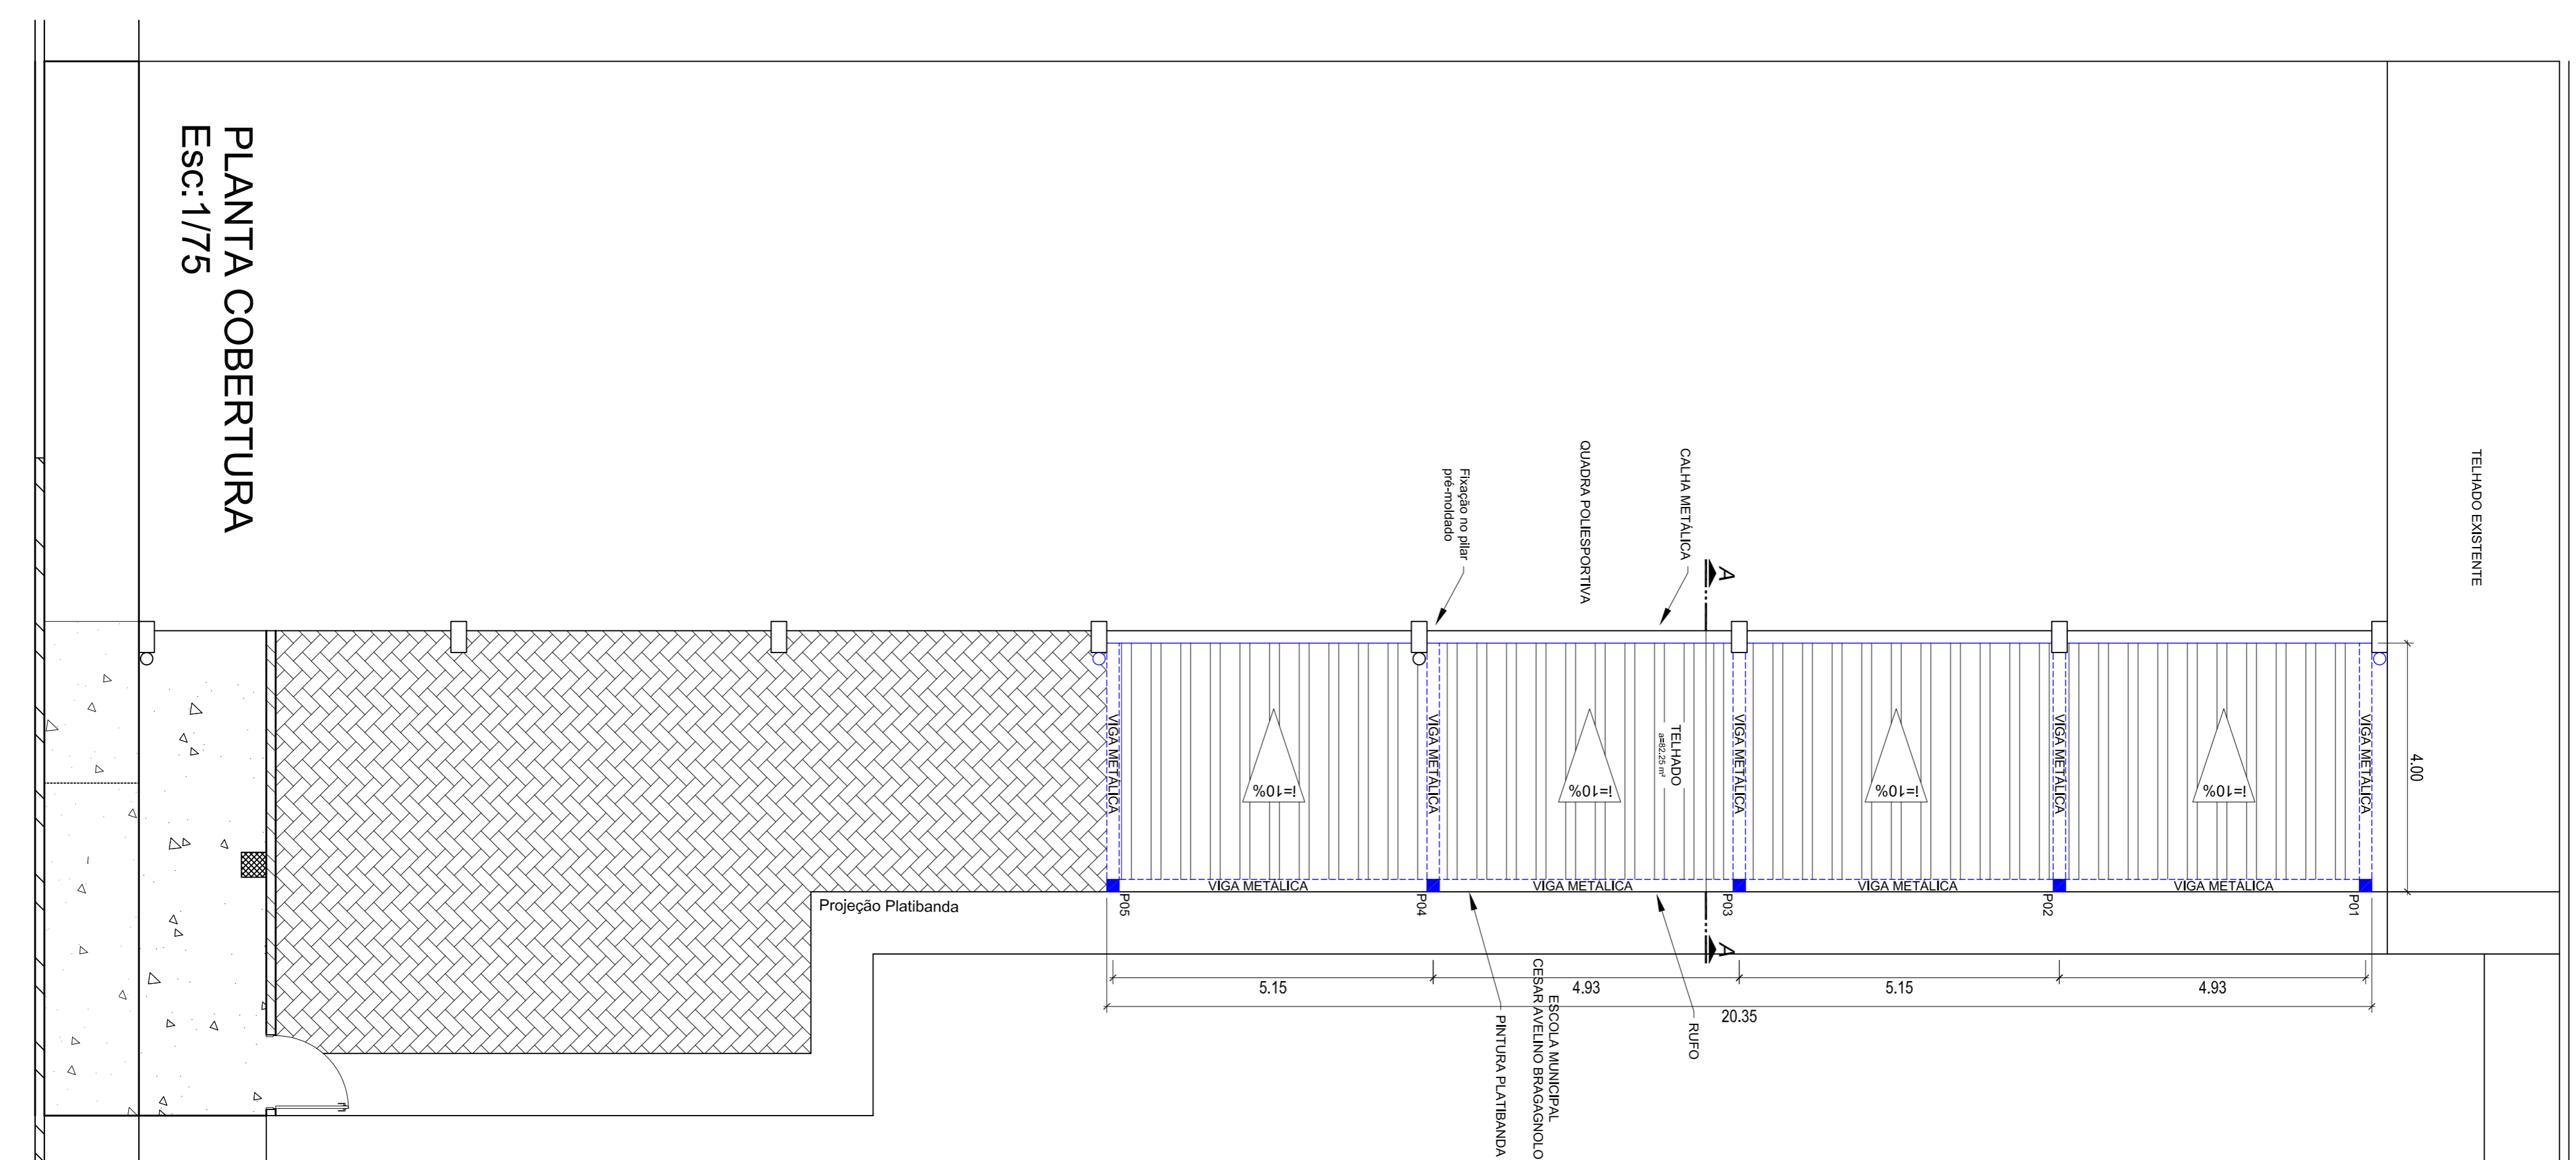 PLANTA COBERTURA
Esc:1/75
TELHADO EXISTENTE
QUADRA POLIESPORTIVA
CALHA METÁLICA
Fixação no pilar
pré-moldado
A
VIGA METÁLICA
VIGA METÁLICA
VIGA METÁLICA
VIGA METÁLICA
VIGA METÁLICA
TELHADO
a=82.25 m²
i=10%
i=10%
i=10%
i=10%
4.00
VIGA METÁLICA
VIGA METÁLICA
VIGA METÁLICA
VIGA METÁLICA
Projeção Platibanda
P05
P04
P03
P02
P01
A
5.15
4.93
5.15
4.93
20.35
ESCOLA MUNICIPAL
CESAR AVELINO BRAGAGNOLO
PINTURA PLATIBANDA
RUFO